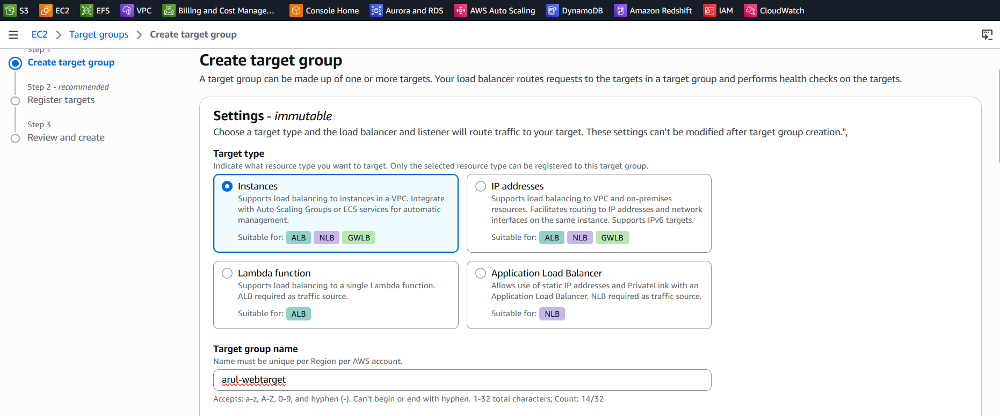 S3 EC2 EFS VPC Billing and Cost Manage... Console Home Aurora and RDS AWS Auto Scaling DynamoDB Amazon Redshift IAM CloudWatch
EC2 Target groups Create target group
Step 1
Create target group
Step 2 - recommended
Register targets
Step 3
Review and create
Create target group
A target group can be made up of one or more targets. Your load balancer routes requests to the targets in a target group and performs health checks on the targets.
Settings - immutable
Choose a target type and the load balancer and listener will route traffic to your target. These settings can't be modified after target group creation.",
Target type
Indicate what resource type you want to target. Only the selected resource type can be registered to this target group.
Instances
Supports load balancing to instances in a VPC. Integrate
with Auto Scaling Groups or ECS services for automatic
management.
Suitable for: ALB NLB GWLB
IP addresses
Supports load balancing to VPC and on-premises
resources. Facilitates routing to IP addresses and network
interfaces on the same instance. Supports IPv6 targets.
Suitable for: ALB NLB GWLB
Lambda function
Supports load balancing to a single Lambda function.
ALB required as traffic source.
Suitable for: ALB
Application Load Balancer
Allows use of static IP addresses and PrivateLink with an
Application Load Balancer. NLB required as traffic source.
Suitable for: NLB
Target group name
Name must be unique per Region per AWS account.
arul-webtarget
Accepts: a-z, A-Z, 0-9, and hyphen (-). Can't begin or end with hyphen. 1-32 total characters; Count: 14/32